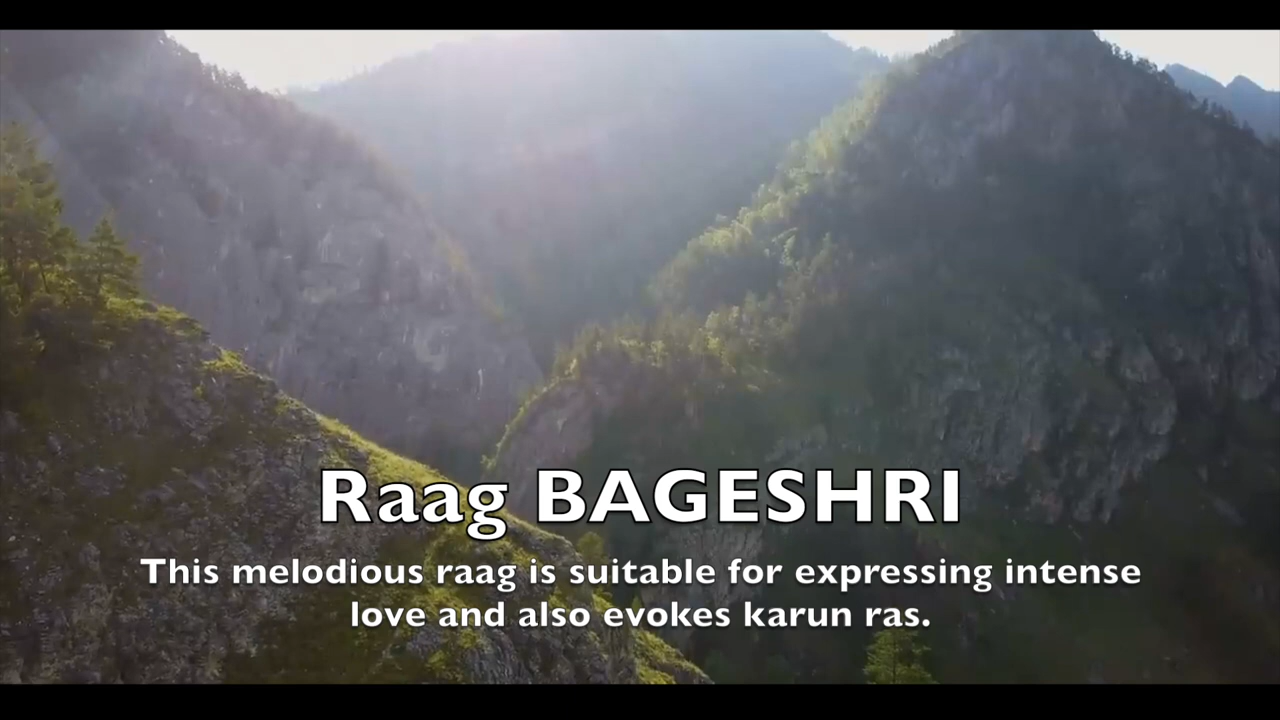 Raag BAGESHRI
This melodious raag is suitable for expressing intense
love and also evokes karun ras.